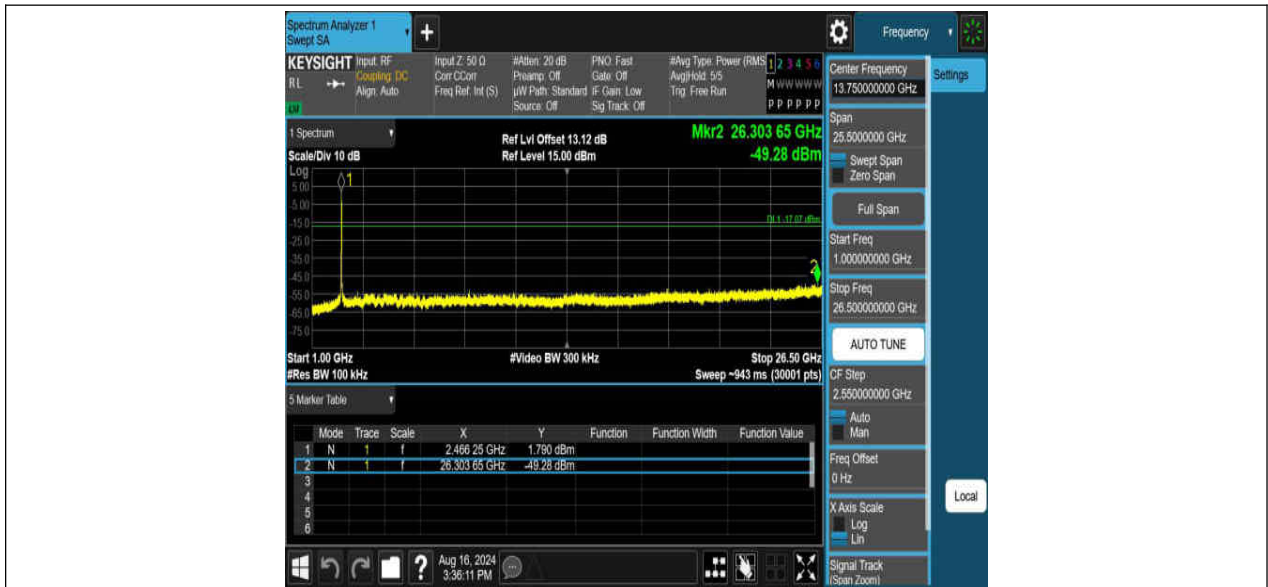 Spectrum Analyzer 1
Swept SA
+
Frequency
KEYSIGHT
RL
Input: RF
Coupling: DC
Align: Auto
Input Z: 50 Ω
Corr CCorr
Freq Ref: Int (S)
#Atten: 20 dB
Preamp: Off
µW Path: Standard
Source: Off
PNO: Fast
Gate: Off
IF Gain: Low
Sig Track: Off
#Avg Type: Power (RMS
Avg|Hold: 5/5
Trig: Free Run
1 2 3 4 5 6
M W W W W W
P P P P P P
1 Spectrum
Scale/Div 10 dB
Ref Lvl Offset 13.12 dB
Ref Level 15.00 dBm
Mkr2 26.303 65 GHz
-49.28 dBm
Log
5.00
-5.00
-15.0
-25.0
-35.0
-45.0
-55.0
-65.0
-75.0
1
DL1 -17.07 dBm
2
Start 1.00 GHz
#Res BW 100 kHz
#Video BW 300 kHz
Stop 26.50 GHz
Sweep ~943 ms (30001 pts)
5 Marker Table
Mode Trace Scale X Y Function Function Width Function Value
1 N 1 f 2.466 25 GHz 1.790 dBm
2 N 1 f 26.303 65 GHz -49.28 dBm
3
4
5
6
?
Aug 16, 2024
3:36:11 PM
Center Frequency
13.750000000 GHz
Settings
Span
25.5000000 GHz
Swept Span
Zero Span
Full Span
Start Freq
1.000000000 GHz
Stop Freq
26.500000000 GHz
AUTO TUNE
CF Step
2.550000000 GHz
Auto
Man
Freq Offset
0 Hz
X Axis Scale
Log
Lin
Local
Signal Track
(Span Zoom)